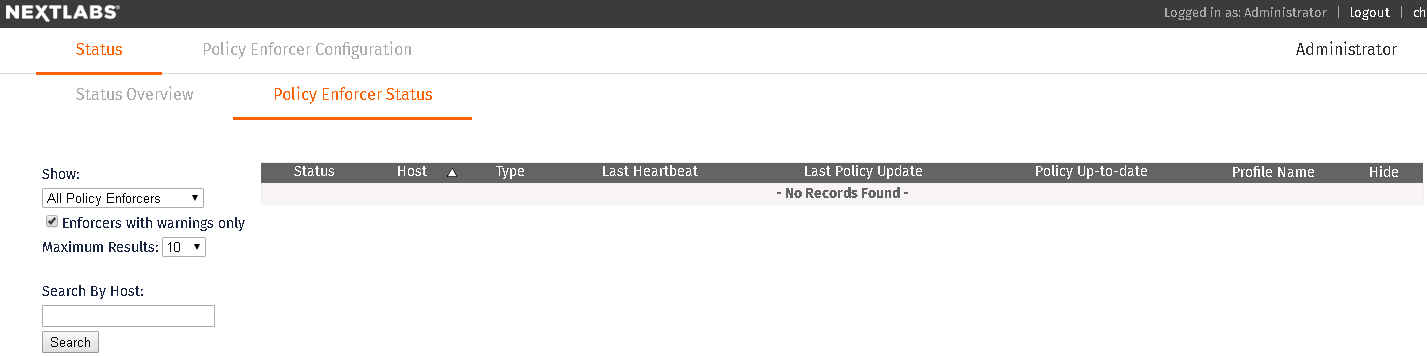 NEXTLABS®
Logged in as: Administrator | logout | ch
Status Policy Enforcer Configuration Administrator
Status Overview Policy Enforcer Status
Show:
All Policy Enforcers
Enforcers with warnings only
Maximum Results: 10
Search By Host:
Search
Status Host Type Last Heartbeat Last Policy Update Policy Up-to-date Profile Name Hide
- No Records Found -